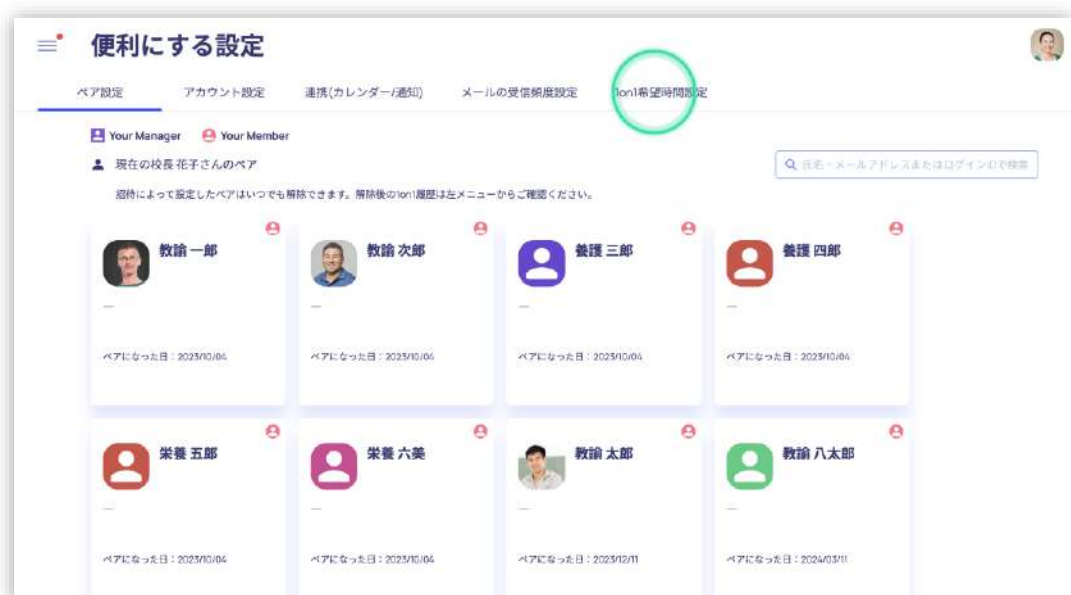 便利にする設定
ペア設定 アカウント設定 連携(カレンダー/通知) メールの受信頻度設定 1on1希望時間設定
Your Manager Your Member
現在の校長 花子さんのペア
氏名・メールアドレスまたはログインIDで検索
招待によって設定したペアはいつでも解除できます。解除後の1on1履歴は左メニューからご確認ください。
教諭 一郎 教諭 次郎 養護 三郎 養護 四郎
ペアになった日：2023/10/04 ペアになった日：2023/10/04 ペアになった日：2023/10/04 ペアになった日：2023/10/04
栄養 五郎 栄養 六美 教諭 太郎 教諭 八太郎
ペアになった日：2023/10/04 ペアになった日：2023/10/04 ペアになった日：2023/12/11 ペアになった日：2024/03/11